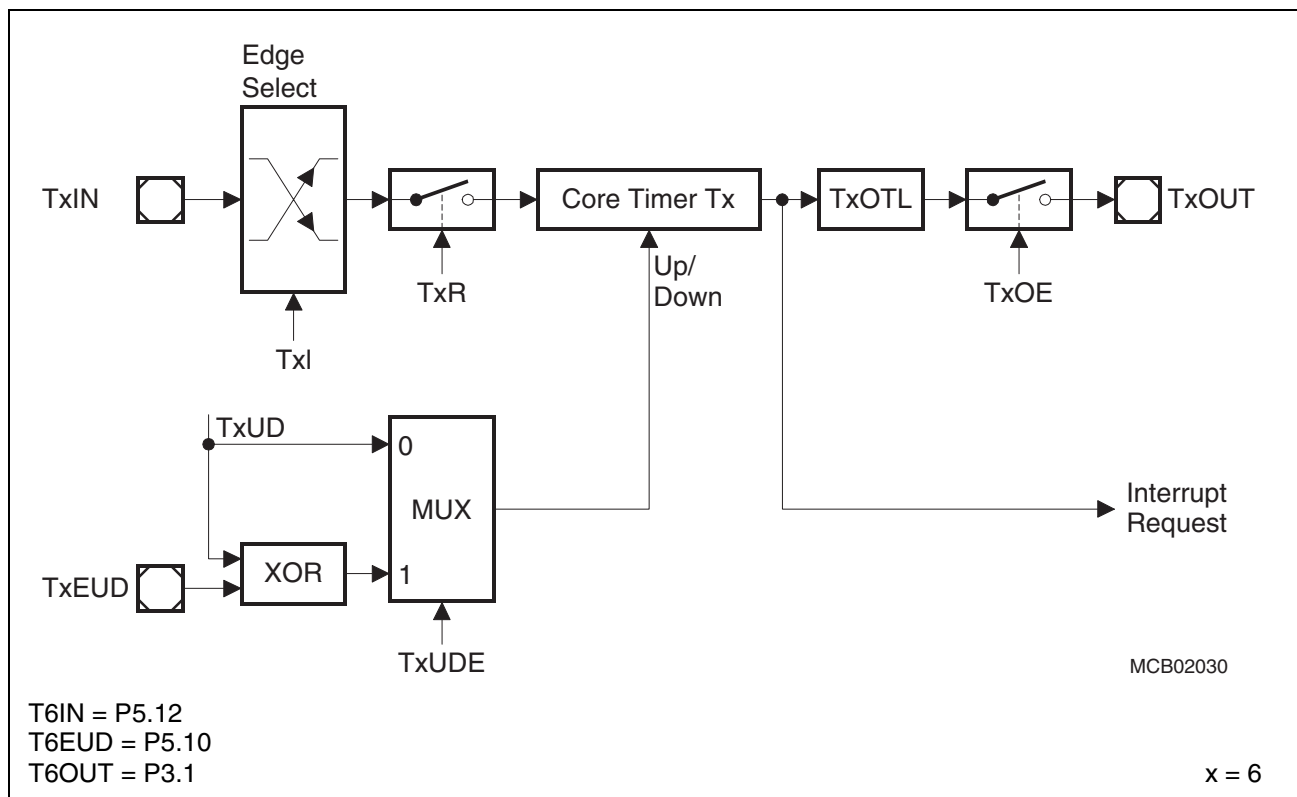 Edge
Select
TxIN
Core Timer Tx
TxOTL
TxOUT
TxR
Up/
Down
TxOE
TxI
TxUD
0
MUX
Interrupt
Request
XOR
1
TxEUD
TxUDE
MCB02030
T6IN = P5.12
T6EUD = P5.10
T6OUT = P3.1
x = 6